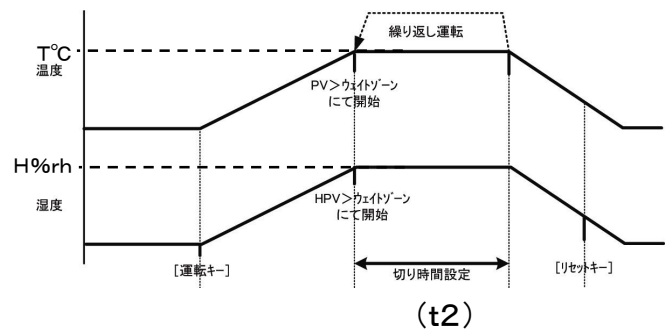 繰り返し運転
T℃
温度
PV>ウェイトゾーン
にて開始
H%rh
湿度
HPV>ウェイトゾーン
にて開始
[運転キー]
切り時間設定
[リセットキー]
(t2)